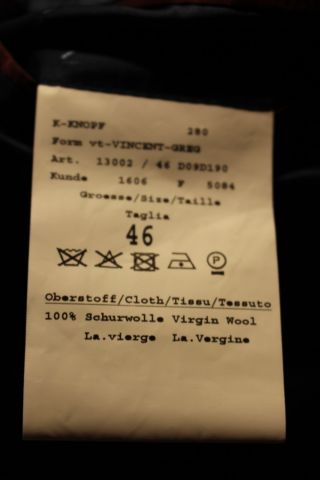 K-KNOPF 280
Form vt-VINCENT-GREG
Art. 13002 / 46 D09D190
Kunde 1606 F 5084
Groesse/Size/Taille
Taglia
46
P
Oberstoff/Cloth/Tissu/Tessuto
100% Schurwolle Virgin Wool
La.vierge La.Vergine